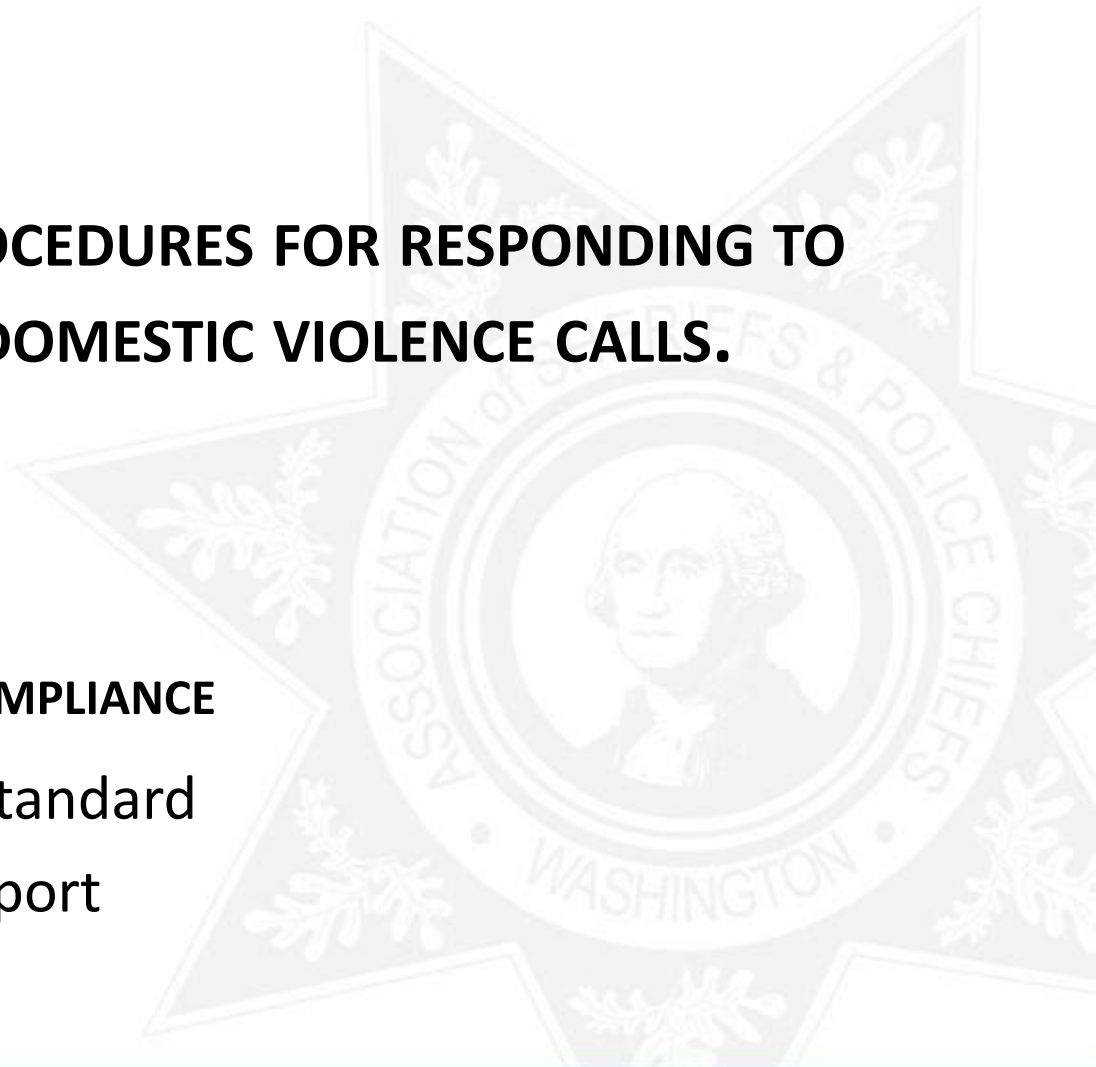 OCEDURES FOR RESPONDING TO
DOMESTIC VIOLENCE CALLS.
ASSOCIATION of SHERIFFS & POLICE CHIEFS
MPLIANCE
tandard
port
WASHINGTON